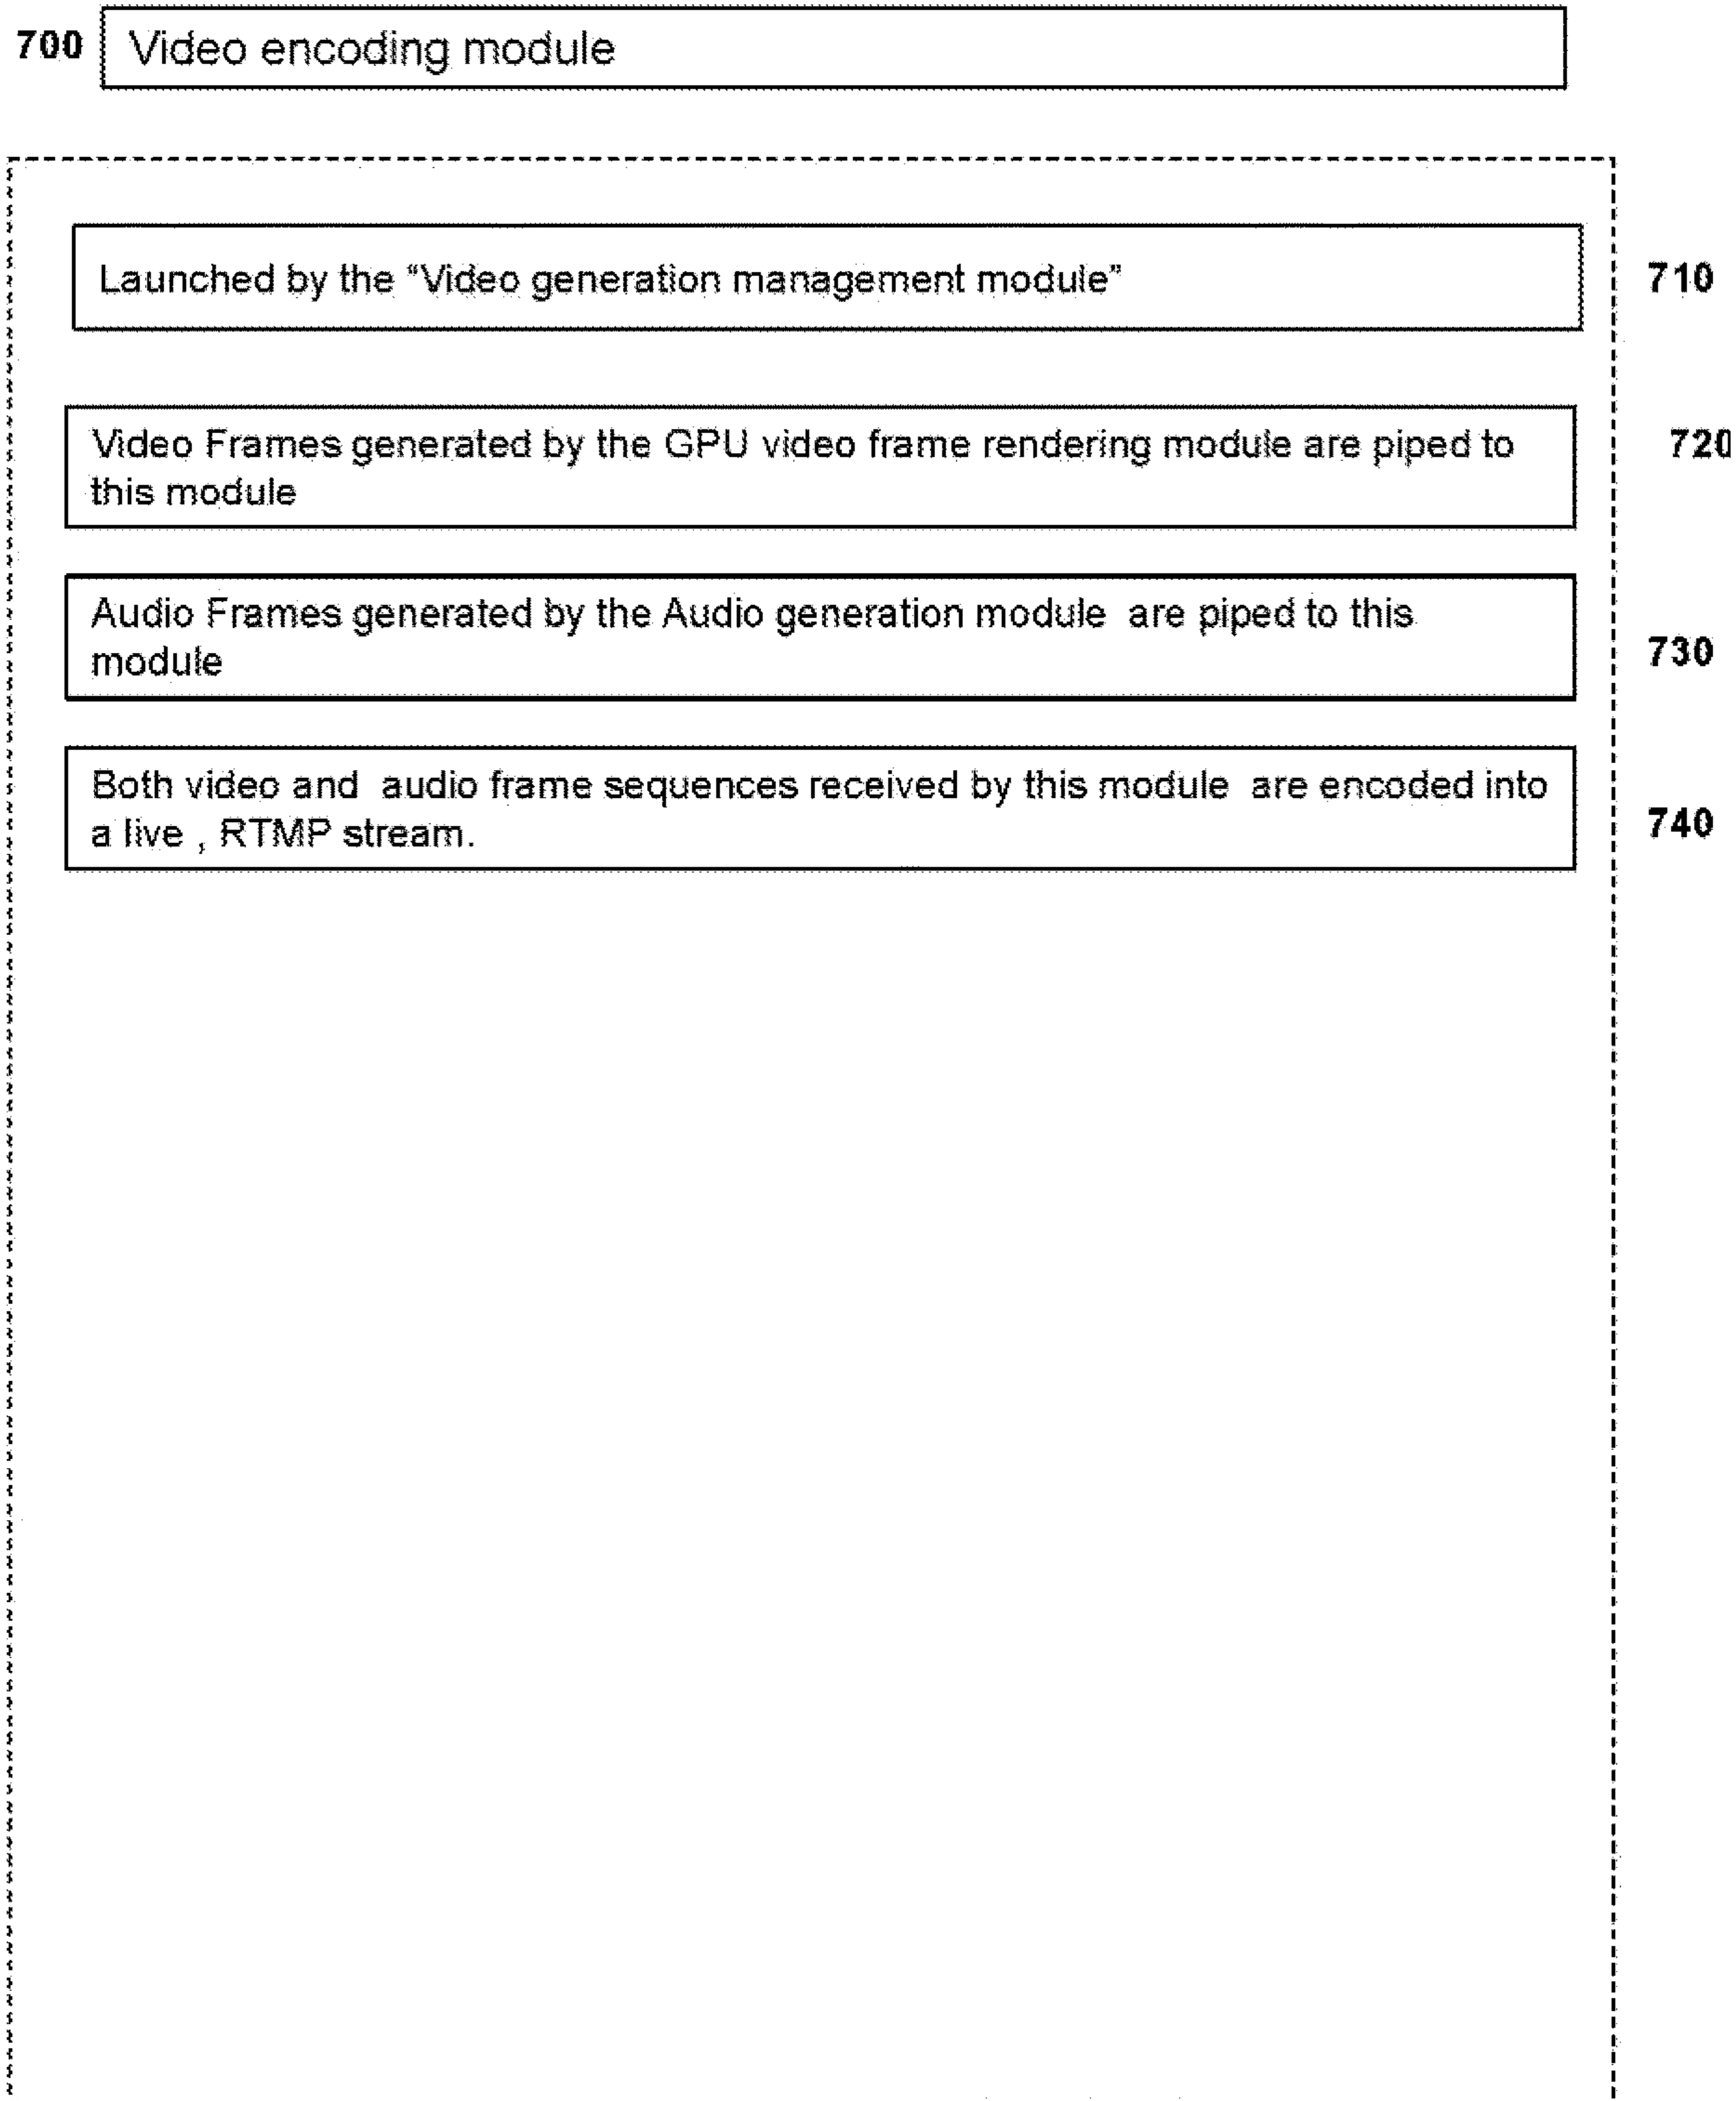 700 Video encoding module
Launched by the “Video generation management module” 710
Video Frames generated by the GPU video frame rendering module are piped to 720
this module
Audio Frames generated by the Audio generation module are piped to this
module 730
Both video and audio frame sequences received by this module are encoded into
a live , RTMP stream. 740